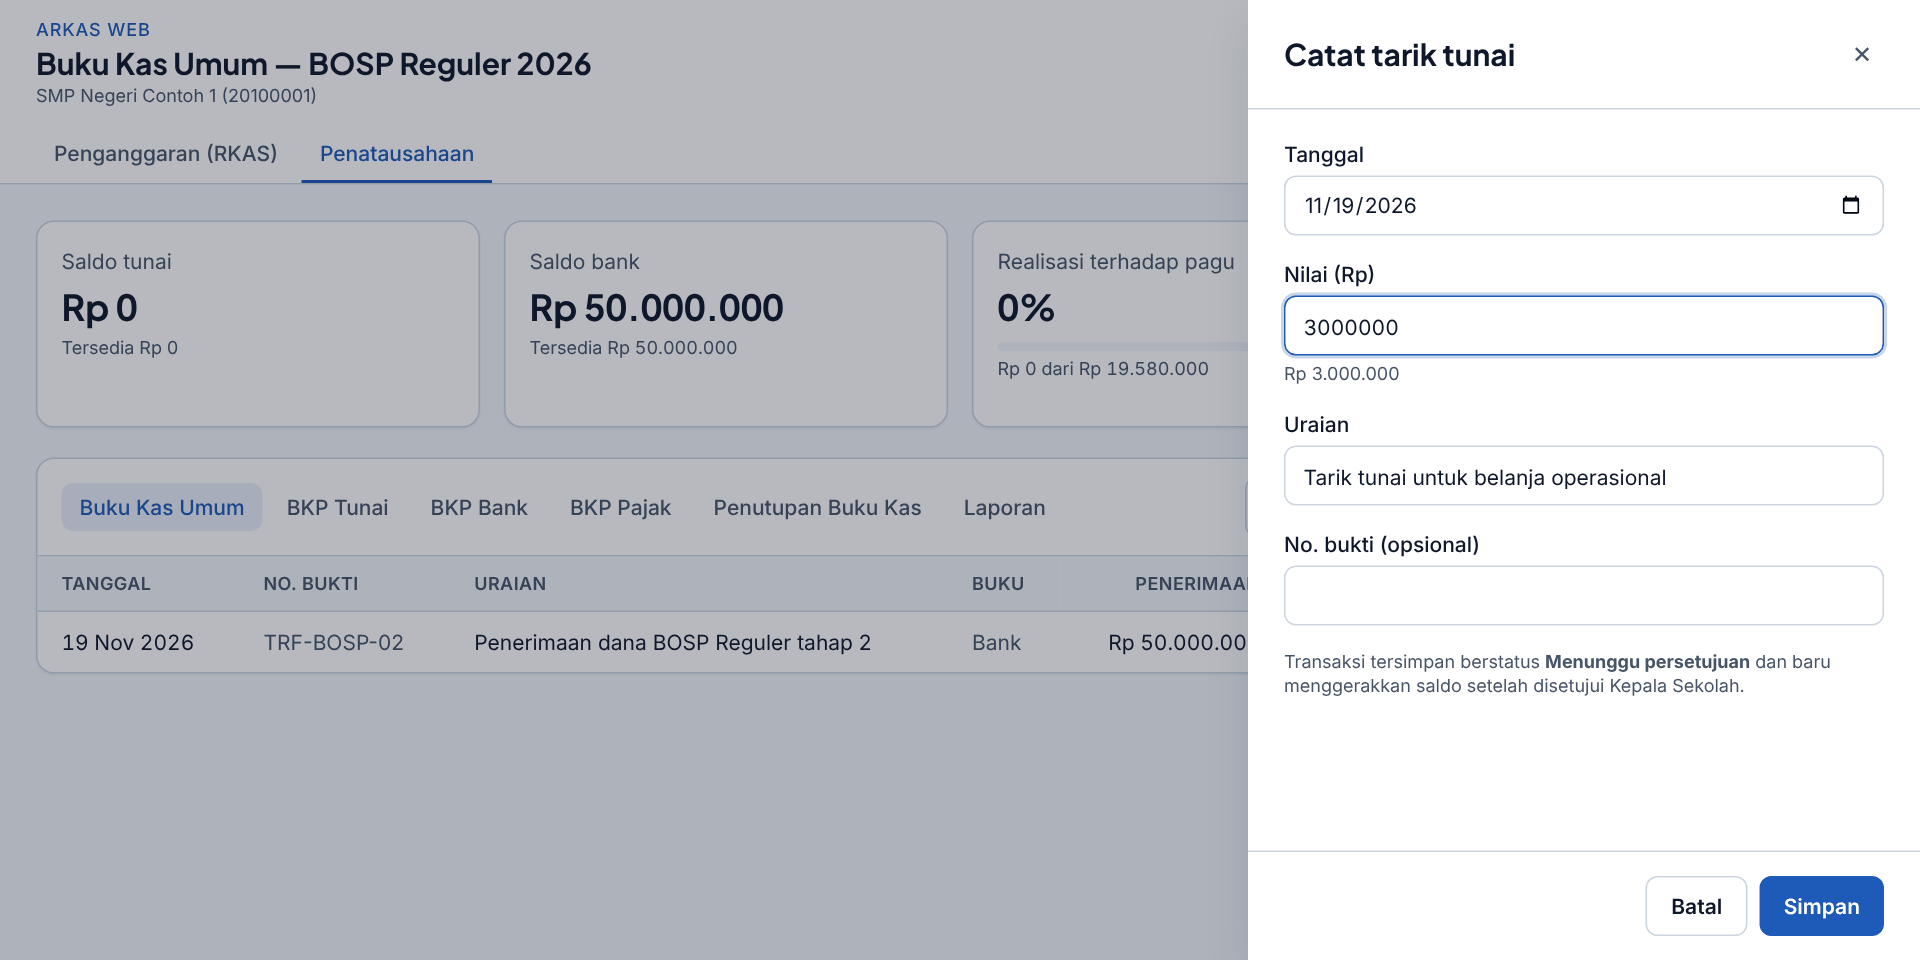 ARKAS WEB
Buku Kas Umum — BOSP Reguler 2026
SMP Negeri Contoh 1 (20100001)
Penganggaran (RKAS)
Penatausahaan
Saldo tunai
Rp 0
Tersedia Rp 0
Saldo bank
Rp 50.000.000
Tersedia Rp 50.000.000
Realisasi terhadap pagu
0%
Rp 0 dari Rp 19.580.000
Buku Kas Umum
BKP Tunai
BKP Bank
BKP Pajak
Penutupan Buku Kas
Laporan
TANGGAL NO. BUKTI URAIAN BUKU
19 Nov 2026 TRF-BOSP-02 Penerimaan dana BOSP Reguler tahap 2 Bank Rp 50.000.00
Catat tarik tunai
Tanggal
11/19/2026
Nilai (Rp)
3000000
Rp 3.000.000
Uraian
Tarik tunai untuk belanja operasional
No. bukti (opsional)
Transaksi tersimpan berstatus Menunggu persetujuan dan baru
menggerakkan saldo setelah disetujui Kepala Sekolah.
Batal
Simpan